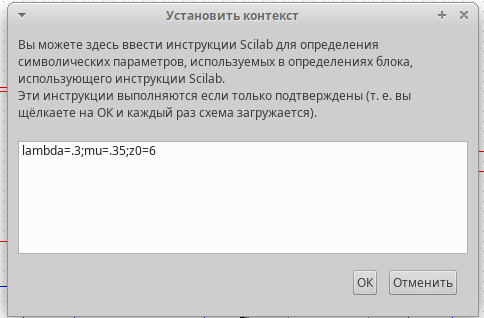 Установить контекст
Вы можете здесь ввести инструкции Scilab для определения
символических параметров, используемых в определениях блока,
использующего инструкции Scilab.
Эти инструкции выполняются если только подтверждены (т. е. вы
щёлкаете на ОК и каждый раз схема загружается).
lambda=.3;mu=.35;z0=6
ОК Отменить